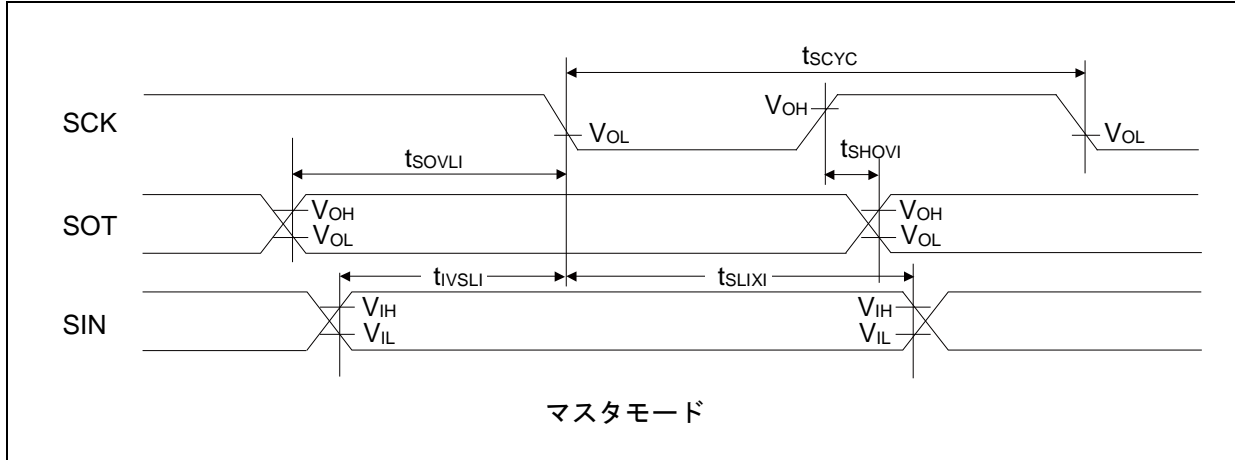 tSCYC
SCK
VOH
VOL
VOL
tSOVLI
tSHOVI
SOT
VOH
VOL
VOH
VOL
tIVSLI
tSLIXI
SIN
VIH
VIL
VIH
VIL
マスタモード